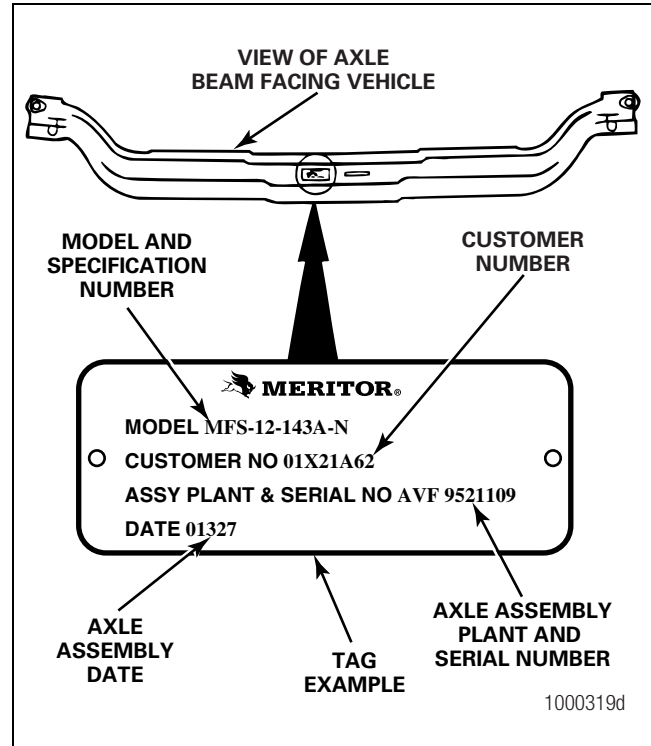 VIEW OF AXLE
BEAM FACING VEHICLE
MODEL AND
SPECIFICATION
NUMBER
CUSTOMER
NUMBER
MERITOR®
MODEL MFS-12-143A-N
CUSTOMER NO 01X21A62
ASSY PLANT & SERIAL NO AVF 9521109
DATE 01327
AXLE
ASSEMBLY
DATE
TAG
EXAMPLE
AXLE ASSEMBLY
PLANT AND
SERIAL NUMBER
1000319d